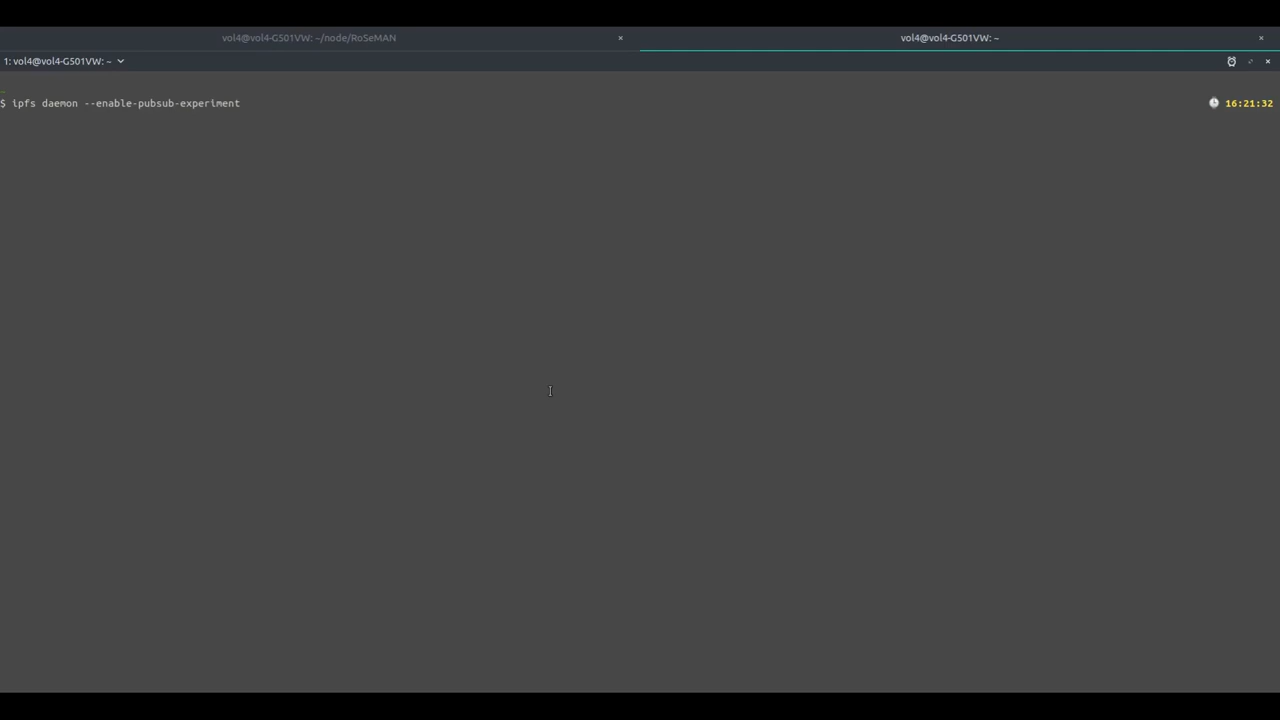 vol4@vol4-G501VW: ~/node/RoSeMAN × vol4@vol4-G501VW: ~ ×
1: vol4@vol4-G501VW: ~
$ ipfs daemon --enable-pubsub-experiment 16:21:32